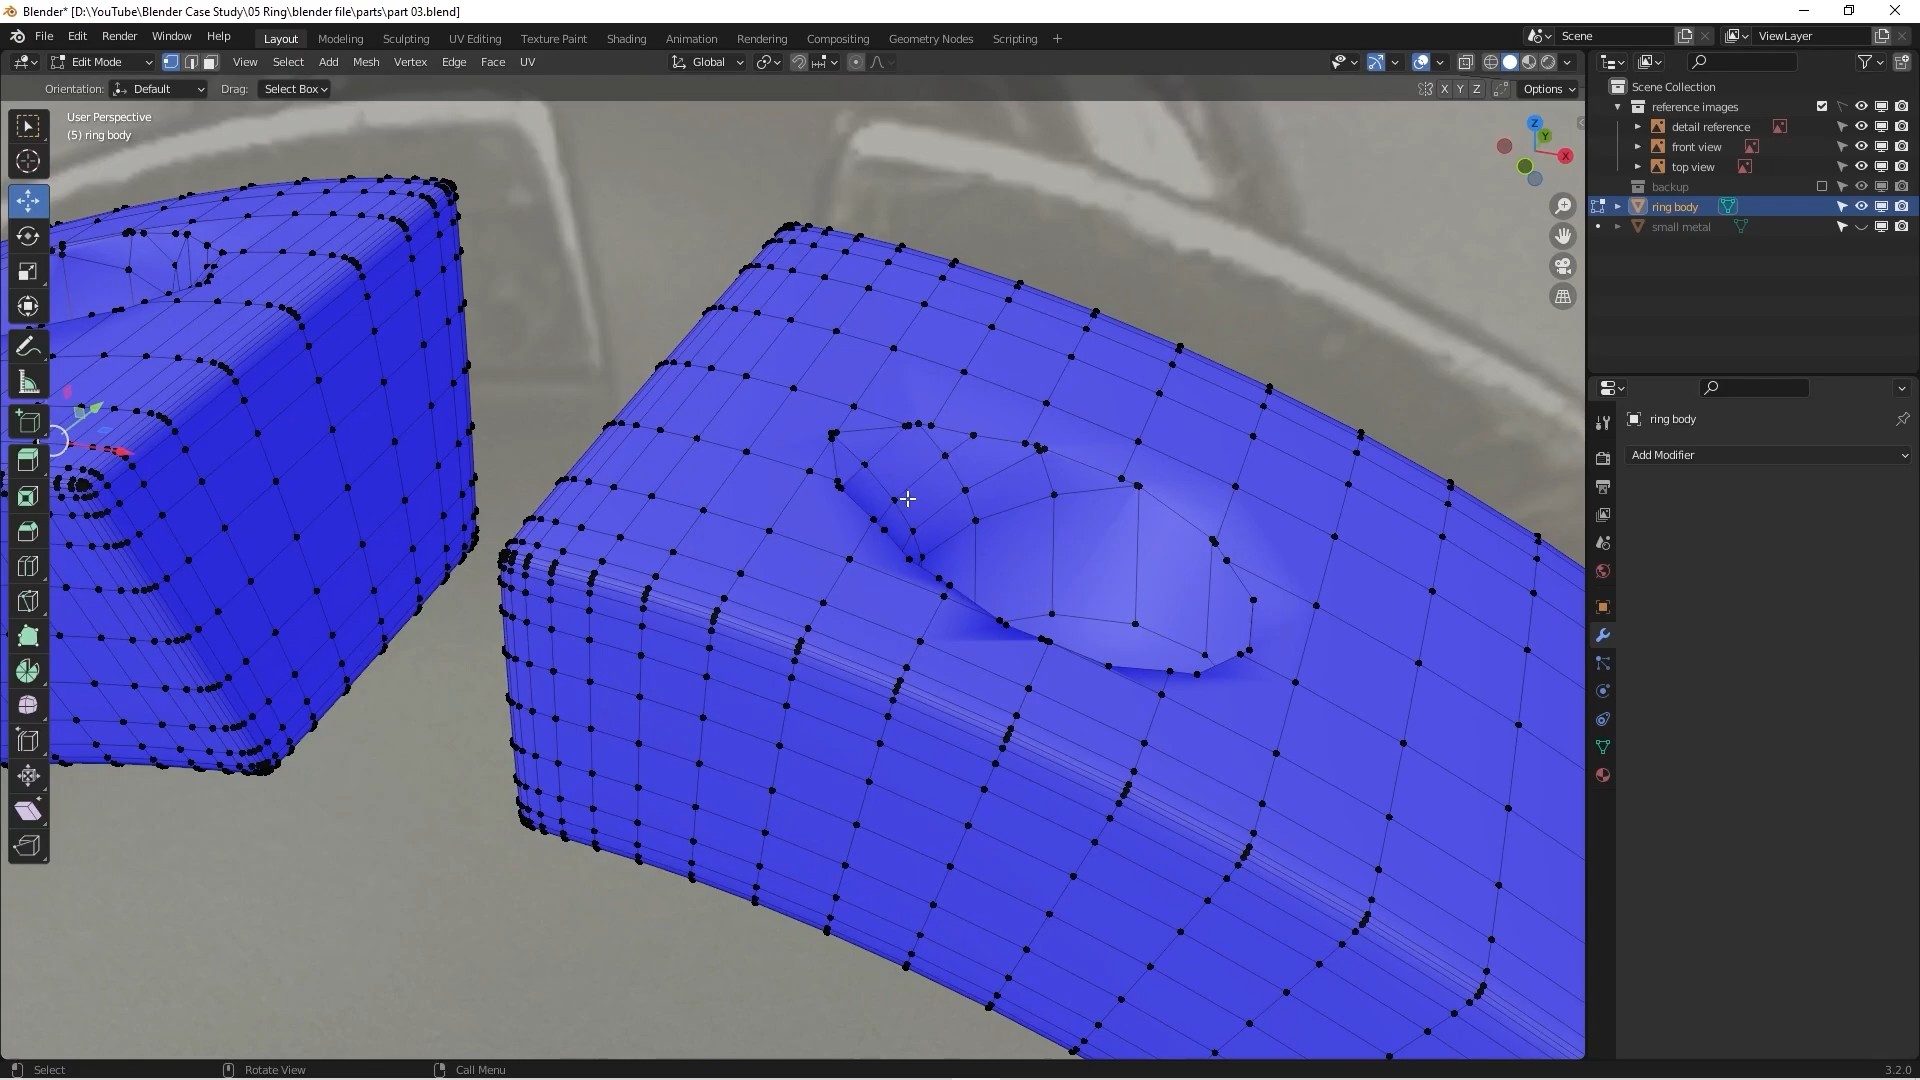 Blender* [D:\YouTube\Blender Case Study\05 Ring\blender file\parts\part 03.blend]
File Edit Render Window Help Layout Modeling Sculpting UV Editing Texture Paint Shading Animation Rendering Compositing Geometry Nodes Scripting + Scene ViewLayer
Edit Mode View Select Add Mesh Vertex Edge Face UV Global
Orientation: Default Drag: Select Box X Y Z Options
User Perspective
(5) ring body
Z
Y
X
Scene Collection
reference images
detail reference
front view
top view
backup
ring body
small metal
ring body
Add Modifier
Select Rotate View Call Menu 3.2.0